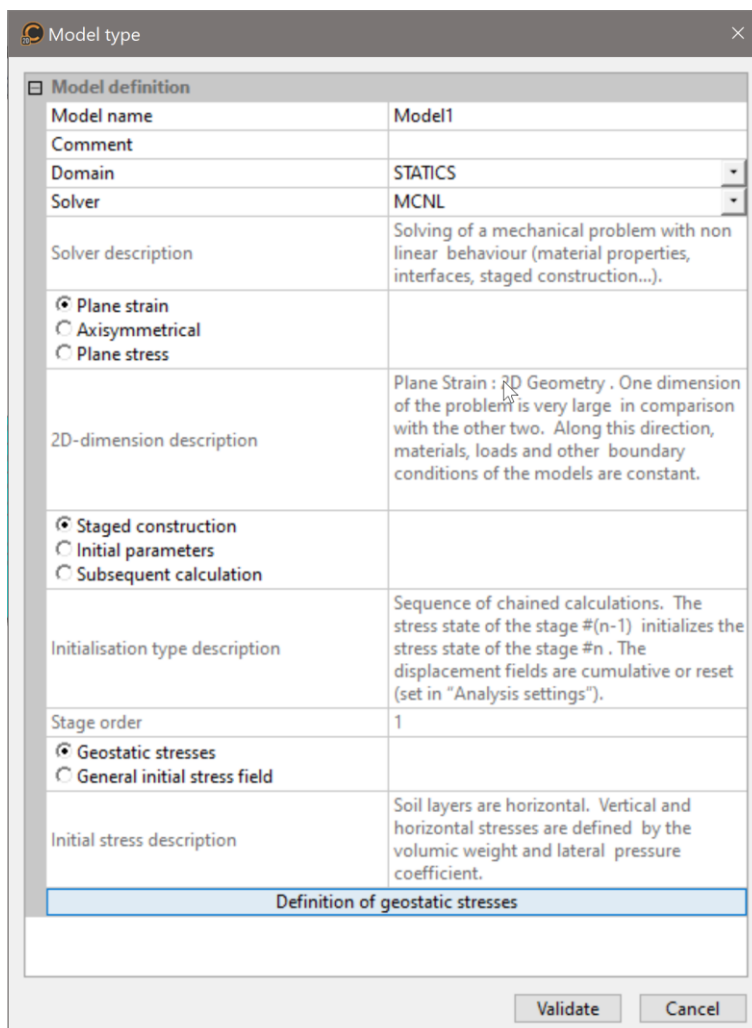 Model type
Model definition
Model name Model1
Comment
Domain STATICS
Solver MCNL
Solver description
Solving of a mechanical problem with non
linear behaviour (material properties,
interfaces, staged construction...).
Plane strain
Axisymmetrical
Plane stress
2D-dimension description
Plane Strain : 2D Geometry . One dimension
of the problem is very large in comparison
with the other two. Along this direction,
materials, loads and other boundary
conditions of the models are constant.
Staged construction
Initial parameters
Subsequent calculation
Initialisation type description
Sequence of chained calculations. The
stress state of the stage #(n-1) initializes the
stress state of the stage #n . The
displacement fields are cumulative or reset
(set in “Analysis settings”).
Stage order 1
Geostatic stresses
General initial stress field
Initial stress description
Soil layers are horizontal. Vertical and
horizontal stresses are defined by the
volumic weight and lateral pressure
coefficient.
Definition of geostatic stresses
Validate Cancel